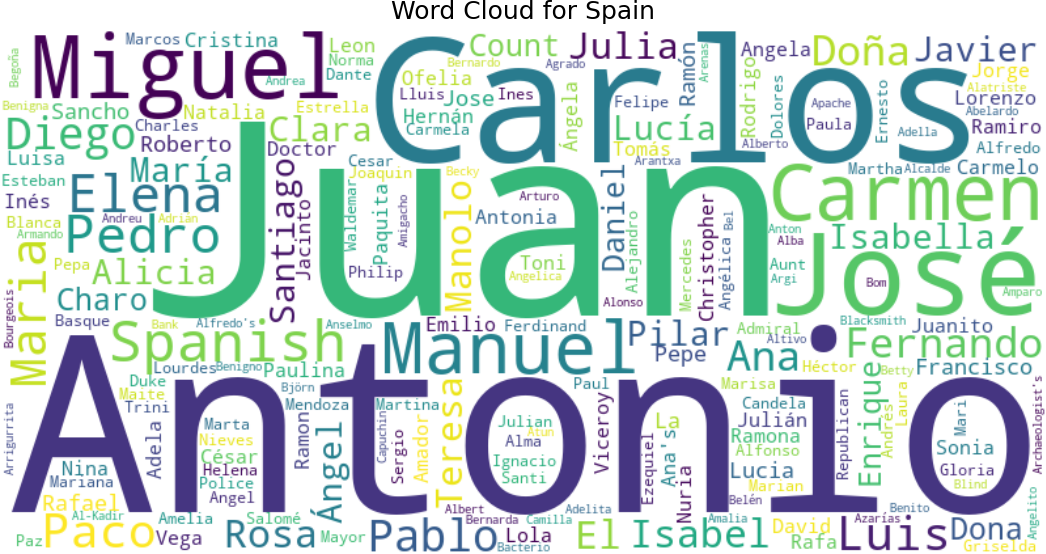 Word Cloud for Spain
Begoña
Miguel
Marcos
Cristina
Andrea
Leon
Norma
Dante
Carlos
Bernardo
Ofelia
Count
Agrado
Julia
Ramón
Arenas
Angela
Doña
Javier
Jorge
Alatriste
Lorenzo
Abelardo
Ramiro
Alfredo
Benigna
Sancho
Natalia
Estrella
Lluis
Jose
Ines
Hernán
Carmela
Felipe
Rodrigo
Dolores
Apache
Paula
Ernesto
Adella
Diego
Charles
Roberto
Clara
Doctor
Ángela
Lucía
Tomás
Alberto
Luisa
María
Cesar
Joaquin
Becky
Arantxa
Martha
Alcalde
Carmelo
Esteban
Inés
Elena
Santiago
Juan
Waldemar
Paquita
Amigacho
Manolo
Arturo
Antonia
Daniel
Alejandro
Mercedes
Christopher
Angélica
Bel
Carmen
Blanca
Armando
Andreu
Adrian
Pedro
Jacinto
Philip
Toni
Angelica
Alonso
Anton
Alba
Aunt
Argi
Isabella
Bom
José
Amparo
Maria
Pepa
Alicia
Charo
Bourgeois
Basque
Bank
Alfredo's
Anselmo
Emilio
Ferdinand
Pilar
Pepe
Admiral
Altivo
Blacksmith
Juanito
Spanish
Manuel
Ana
Fernando
Lourdes
Benigno
Paulina
Héctor
Betty
Francisco
Duke
Maite
Trini
Björn
Mendoza
Martina
Teresa
Paul
Marisa
Candela
Enrique
Laura
Andrés
Mari
Archaeologist's
Arrigurrita
Antonio
Adela
Marta
Nieves
César
Ramon
Ángel
Capuchin
Sergio
Amador
Julian
Atun
Alma
Ignacio
Santi
Viceroy
La
Ana's
Ezequiel
Nuria
Julián
Ramona
Alfonso
Lucia
Marian
Republican
Sonia
Gloria
Blind
Nina
Mariana
Helena
Police
Angel
Rafael
Al-Kadir
Amelia
Salomé
Albert
Adelita
Bernarda
Camilla
Belén
Amalia
Azarías
Benito
Angelito
Paz
Paco
Vega
Rosa
Mayor
Pablo
Lola
Bacterio
El
Isabel
David
Rafa
Luis
Dona
Griselda